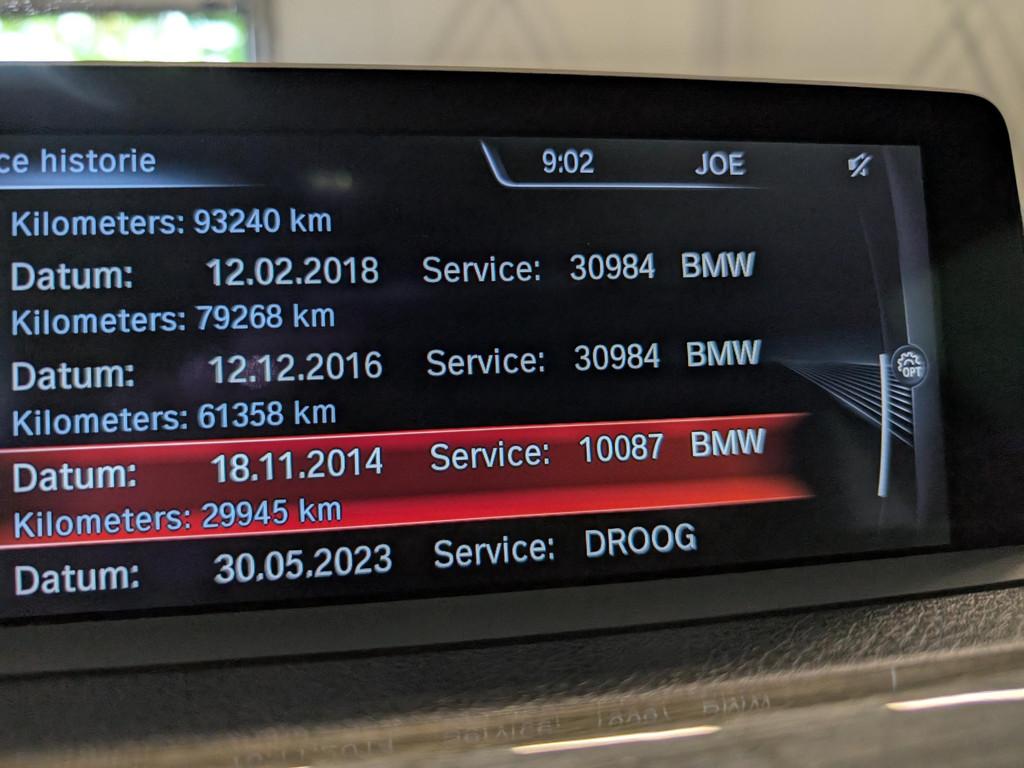 ce historie 9:02 JOE
Kilometers: 93240 km
Datum: 12.02.2018 Service: 30984 BMW
Kilometers: 79268 km
Datum: 12.12.2016 Service: 30984 BMW
Kilometers: 61358 km
OPT
Datum: 18.11.2014 Service: 10087 BMW
Kilometers: 29945 km
Datum: 30.05.2023 Service: DROOG